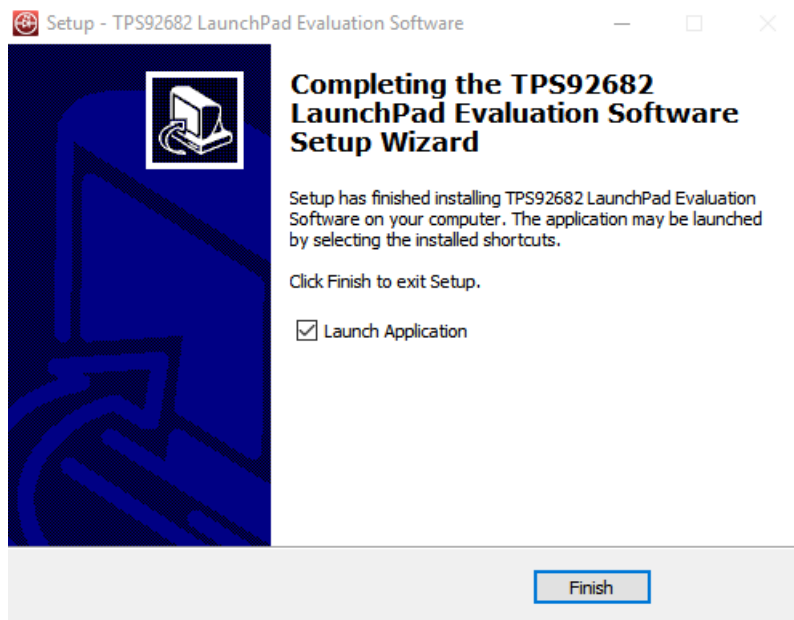 Setup - TPS92682 LaunchPad Evaluation Software
Completing the TPS92682
LaunchPad Evaluation Software
Setup Wizard
Setup has finished installing TPS92682 LaunchPad Evaluation
Software on your computer. The application may be launched
by selecting the installed shortcuts.
Click Finish to exit Setup.
Launch Application
Finish